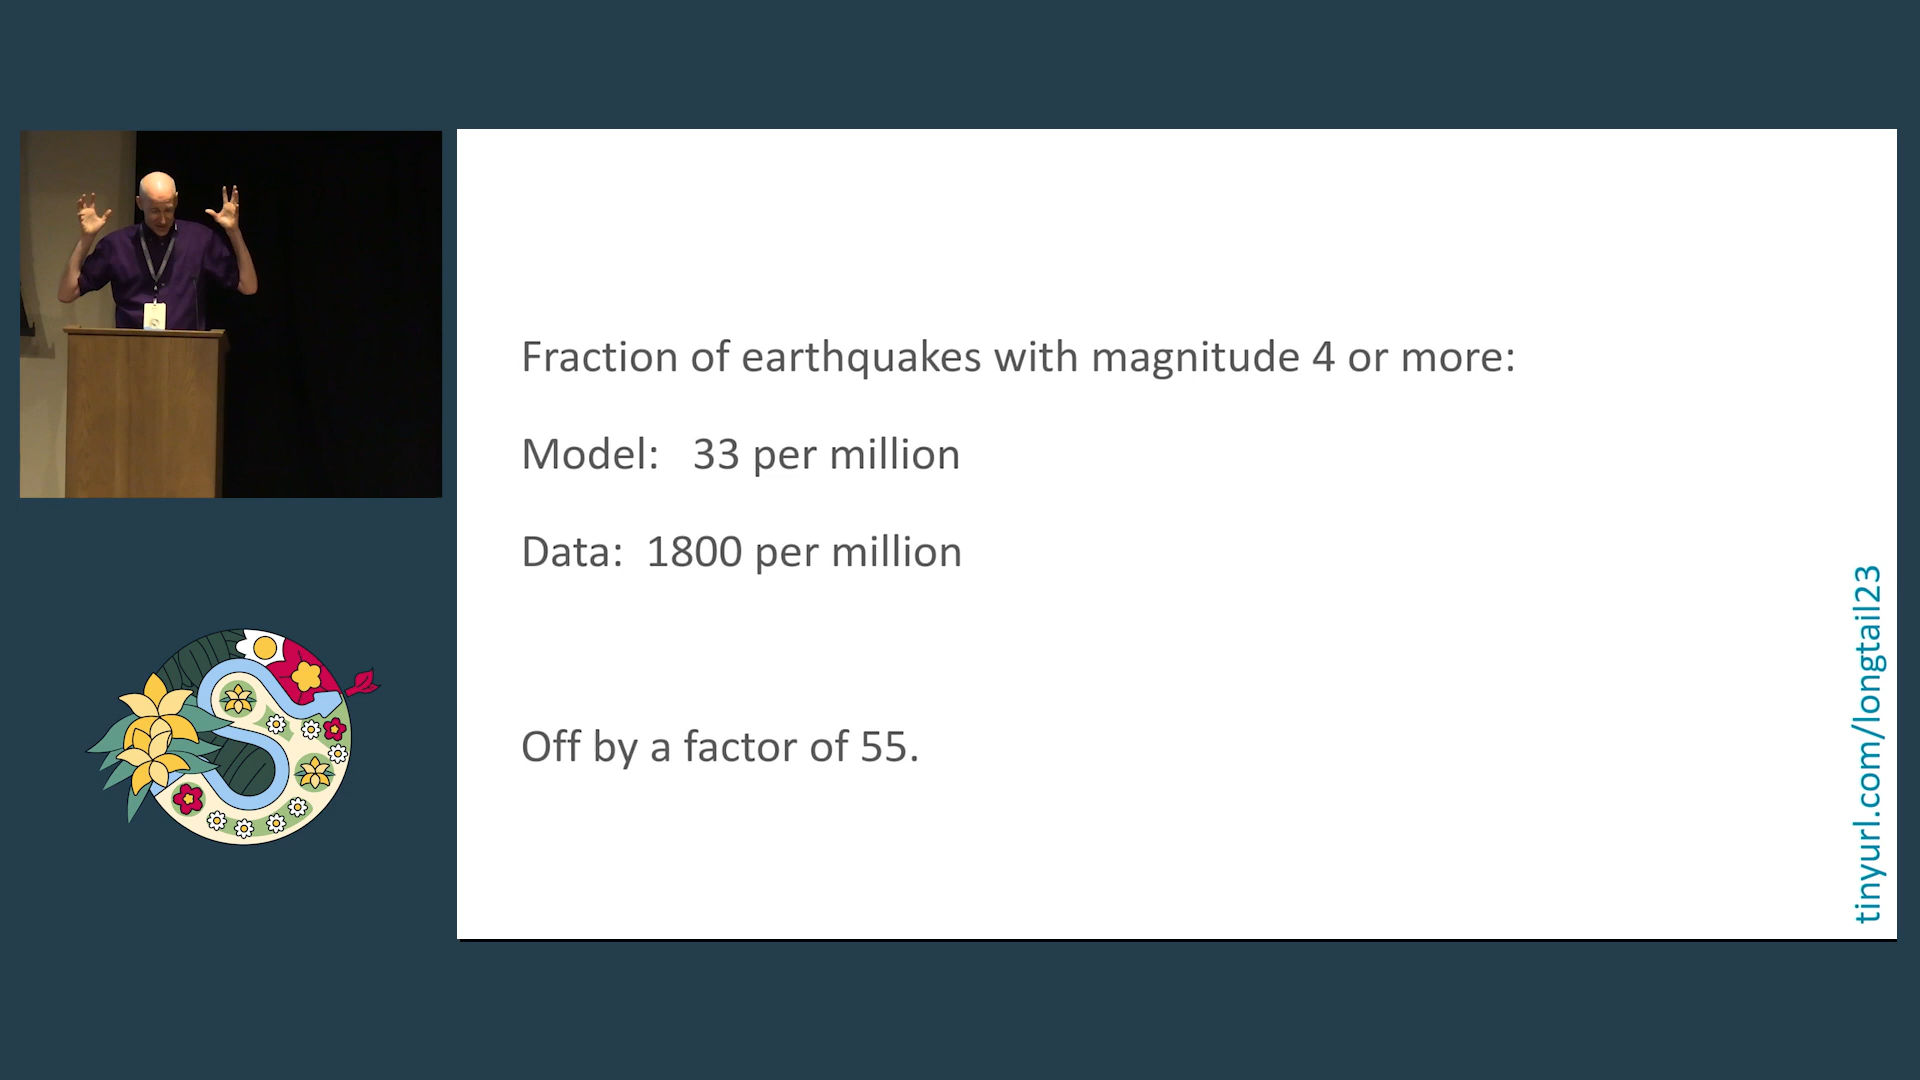 Fraction of earthquakes with magnitude 4 or more:
Model: 33 per million
Data: 1800 per million
Off by a factor of 55.
tinyurl.com/longtail23